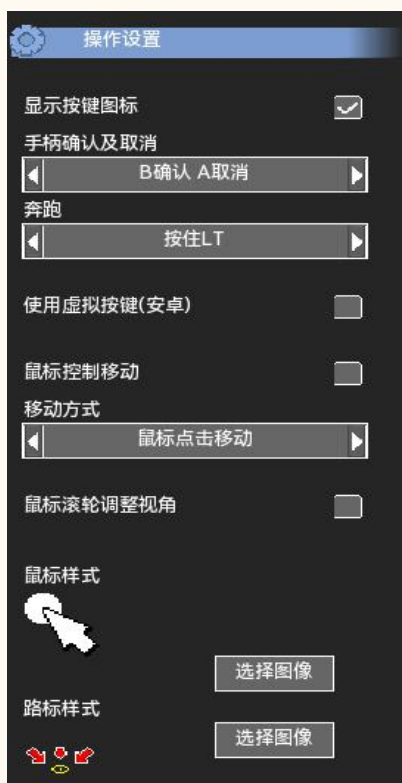 操作设置
显示按键图标
手柄确认及取消
B确认 A取消
奔跑
按住LT
使用虚拟按键(安卓)
鼠标控制移动
移动方式
鼠标点击移动
鼠标滚轮调整视角
鼠标样式
选择图像
路标样式
选择图像